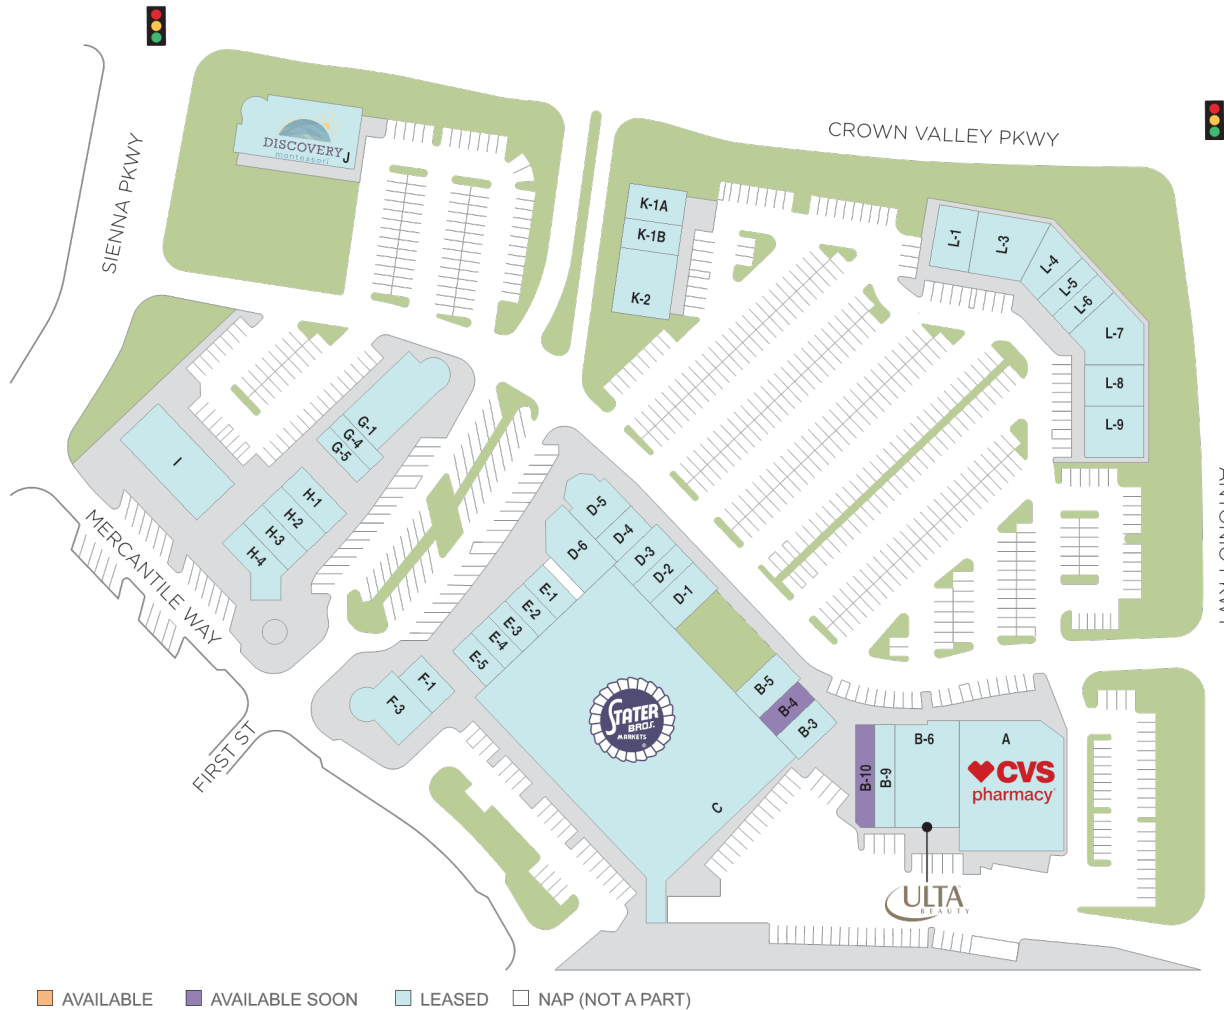 CROWN VALLEY PKWY
SIENNA PKWY
DISCOVERY
montessori
J
K-1A
K-1B
K-2
L-1
L-3
L-4
L-5
L-6
L-7
L-8
L-9
G-1
G-4
G-5
I
H-1
H-2
H-3
H-4
MERCANTILE WAY
FIRST ST
D-5
D-4
D-6
D-3
D-2
D-1
E-1
E-2
E-3
E-4
E-5
F-1
F-3
STATER
BROS.
MARKETS
C
B-5
B-4
B-3
B-10
B-9
B-6
A
CVS
pharmacy
ULTA
BEAUTY
AVAILABLE
AVAILABLE SOON
LEASED
NAP (NOT A PART)